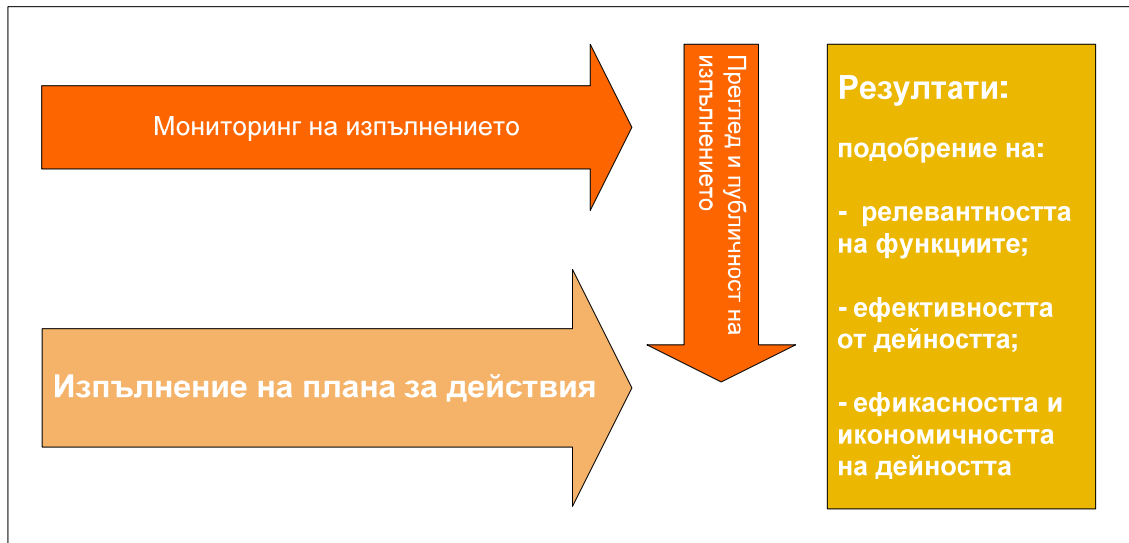 Мониторинг на изпълнението
Преглед и публичност на
изпълнението
Изпълнение на плана за действия
Резултати:
подобрение на:
- релевантността
на функциите;
- ефективността
от дейността;
- ефикасността и
икономичността
на дейността